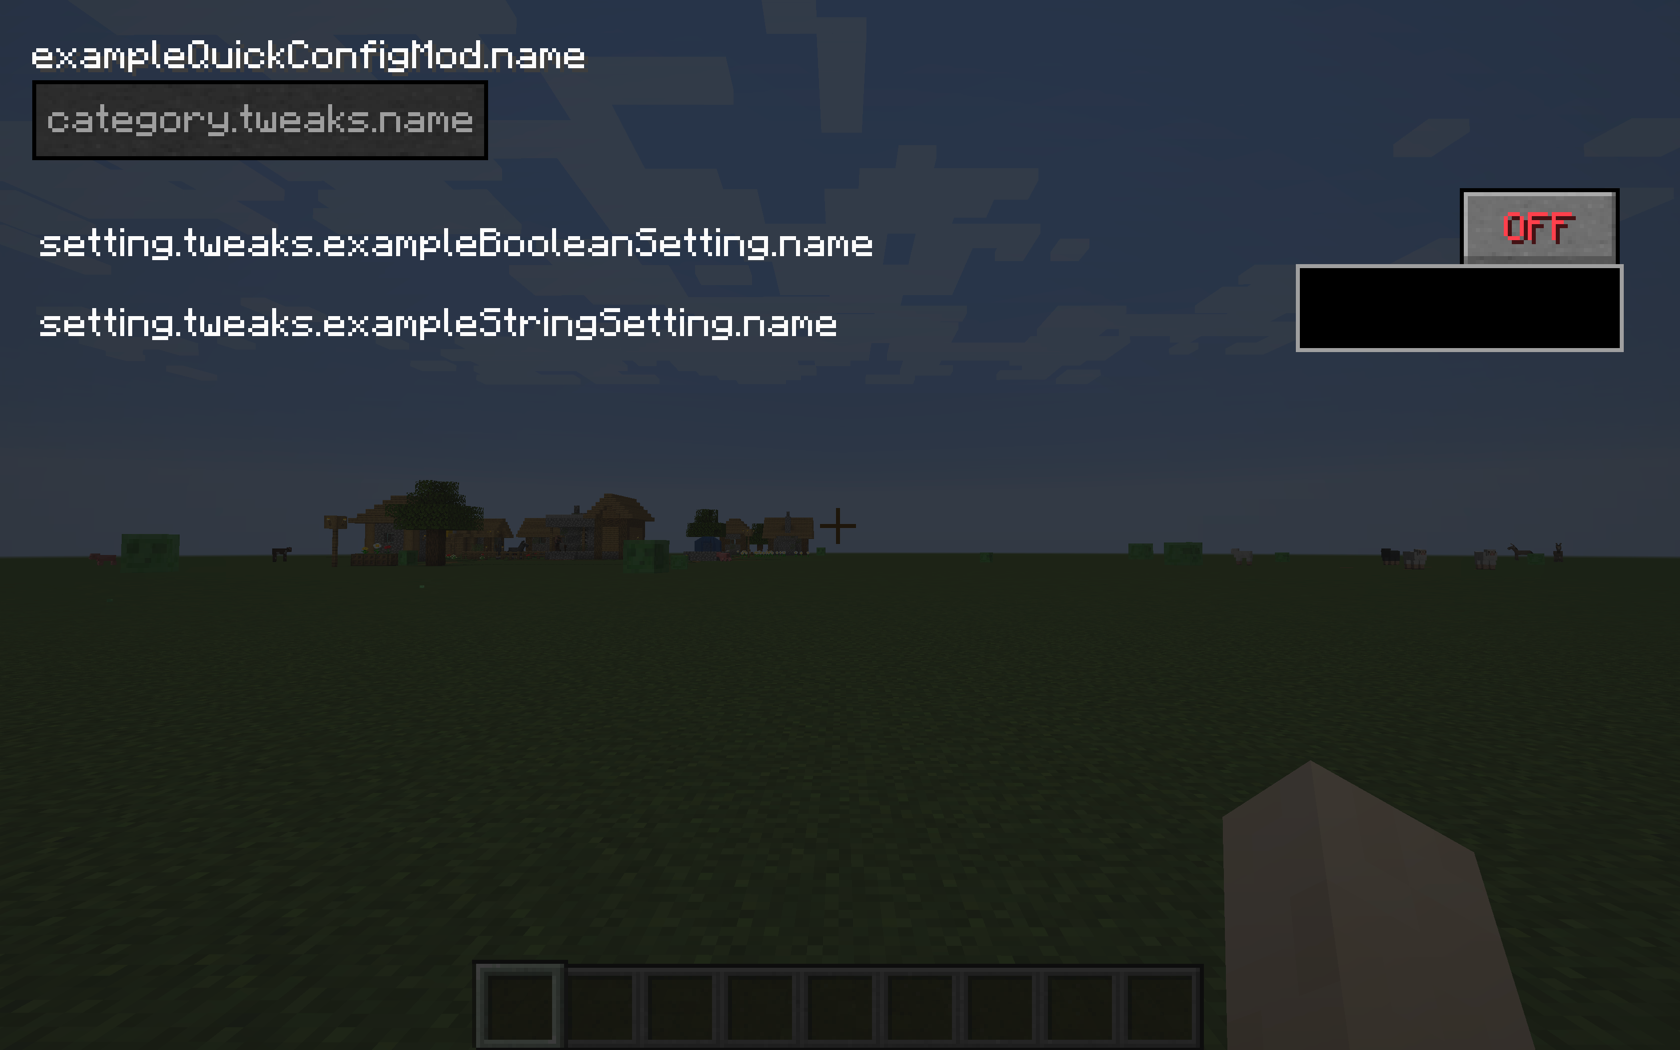 exampleQuickConfigMod.name
category.tweaks.name
setting.tweaks.exampleBooleanSetting.name
OFF
setting.tweaks.exampleStringSetting.name